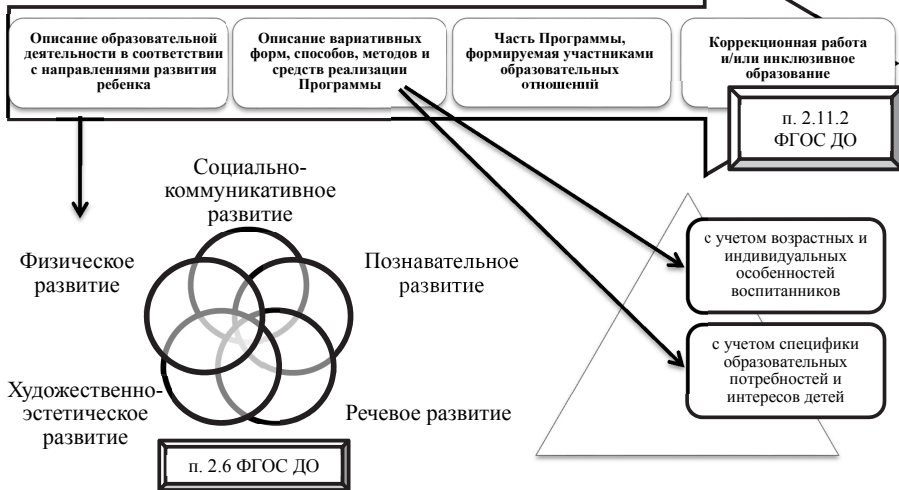 Описание образовательной
деятельности в соответствии
с направлениями развития
ребенка
Описание вариативных
форм, способов, методов и
средств реализации
Программы
Часть Программы,
формируемая участниками
образовательных
отношений
Коррекционная работа
и/или инклюзивное
образование
п. 2.11.2
ФГОС ДО
Социально-
коммуникативное
развитие
Физическое
развитие
Познавательное
развитие
Художественно-
эстетическое
развитие
Речевое развитие
п. 2.6 ФГОС ДО
с учетом возрастных и
индивидуальных
особенностей
воспитанников
с учетом специфики
образовательных
потребностей и
интересов детей